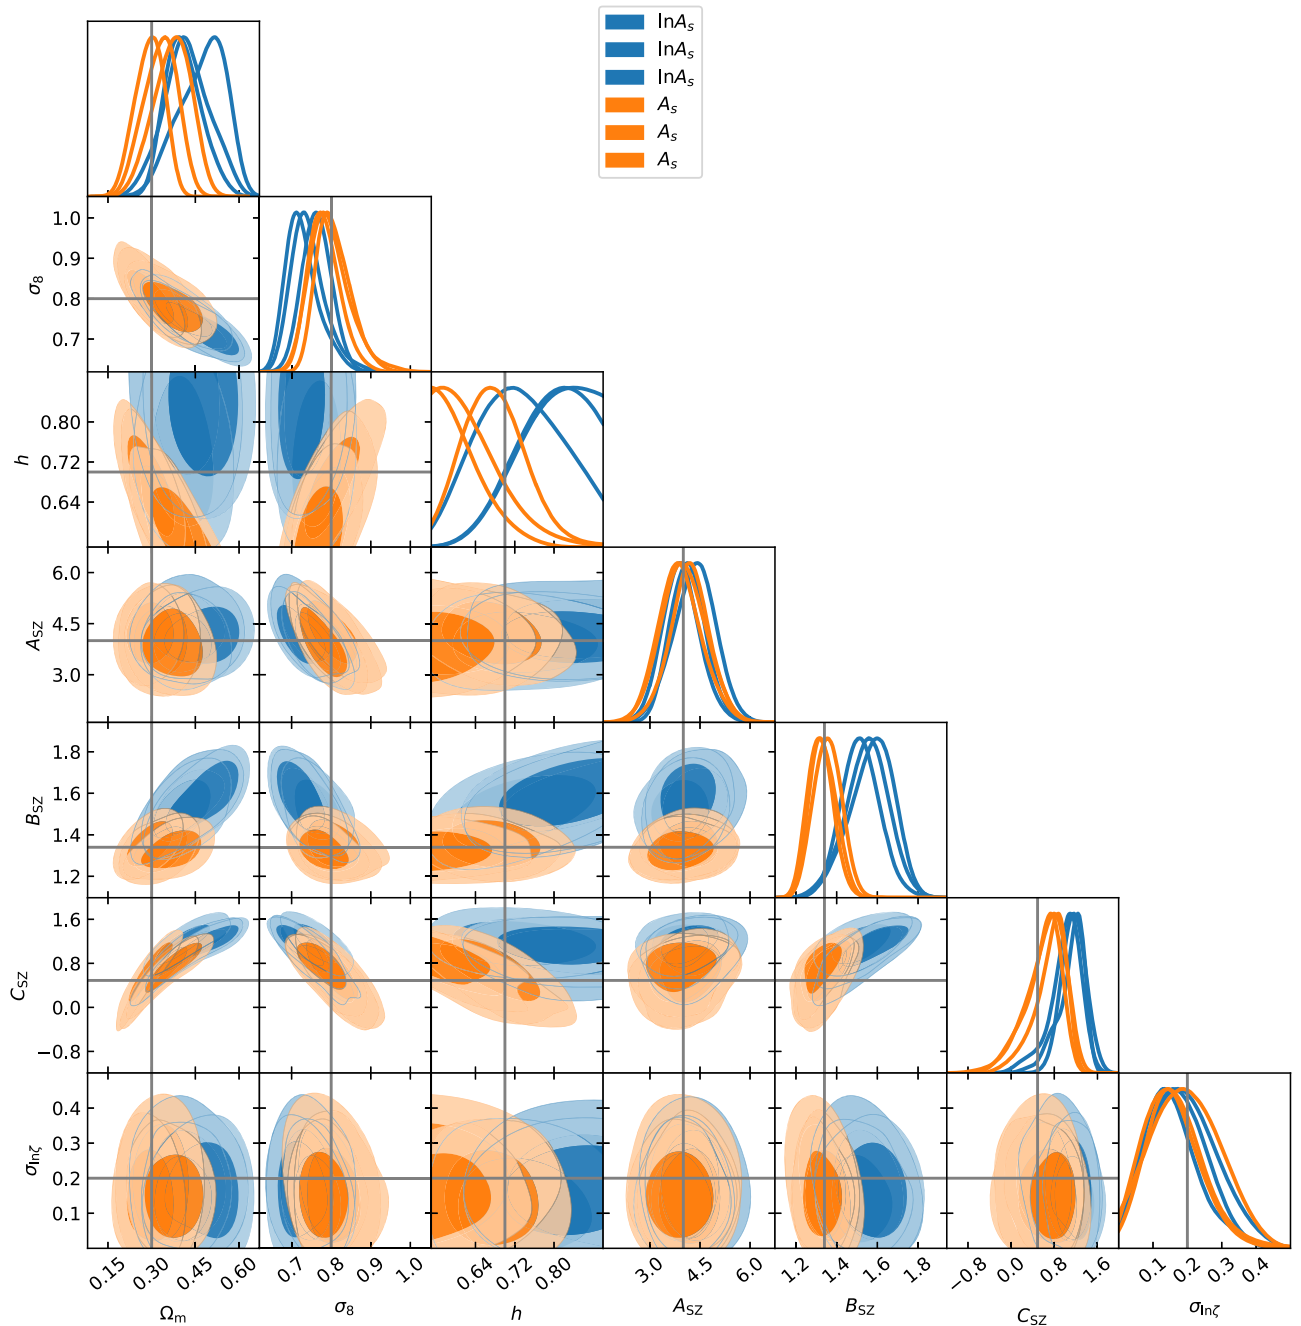 lnA_s
lnA_s
lnA_s
A_s
A_s
A_s
1.0
0.9
0.8
0.7
σ_8
0.80
0.72
0.64
h
6.0
4.5
3.0
A_SZ
1.8
1.6
1.4
1.2
B_SZ
1.6
0.8
0.0
−0.8
C_SZ
0.4
0.3
0.2
0.1
σ_lnζ
0.15 0.30 0.45 0.60
0.7 0.8 0.9 1.0
0.64 0.72 0.80
3.0 4.5 6.0
1.2 1.4 1.6 1.8
−0.8 0.0 0.8 1.6
0.1 0.2 0.3 0.4
Ω_m σ_8 h A_SZ B_SZ C_SZ σ_lnζ